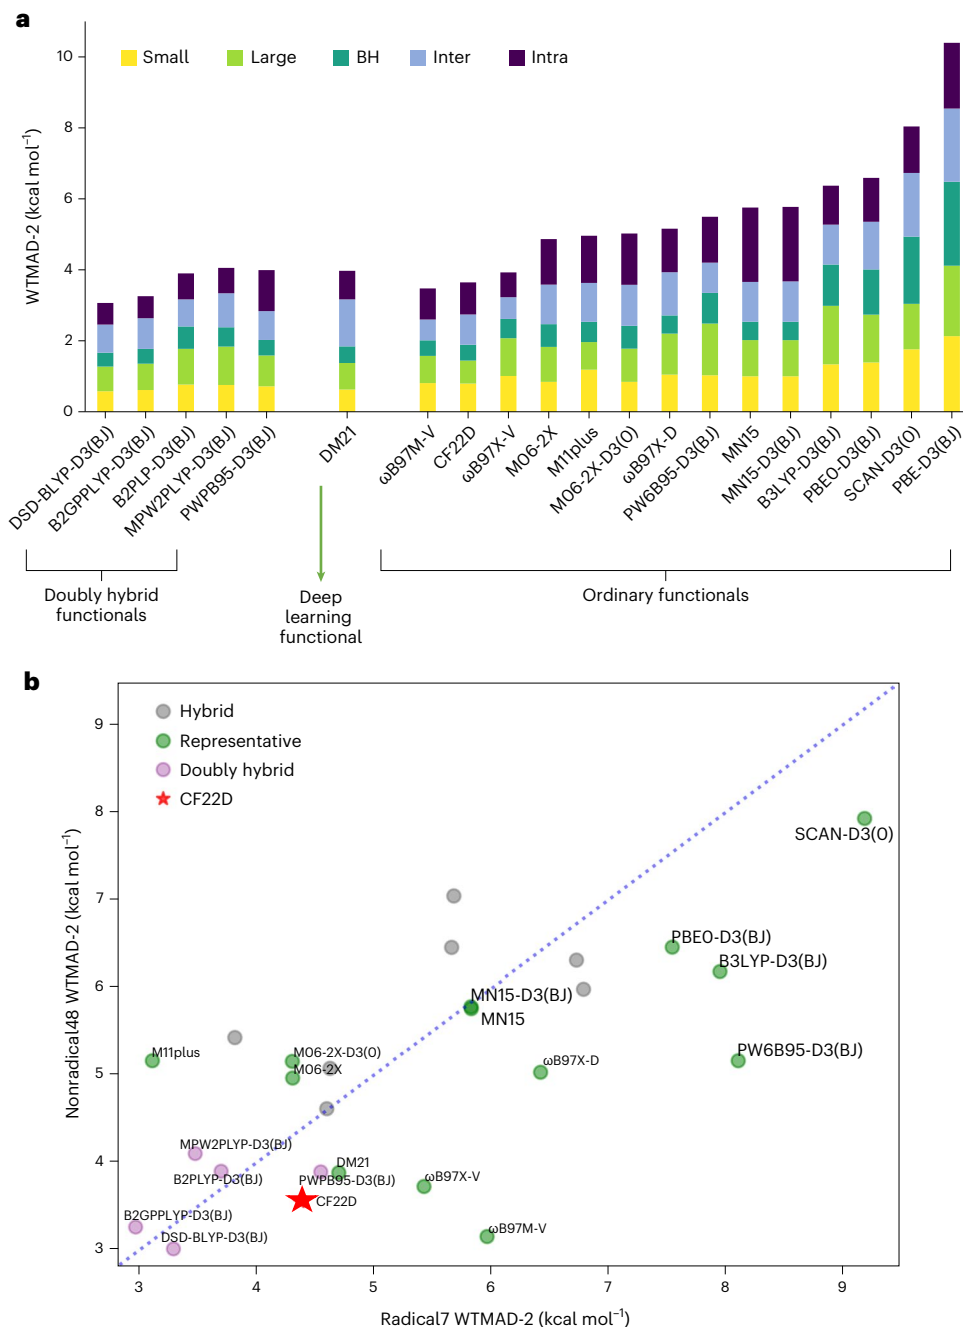 a
Small
Large
BH
Inter
Intra
WTMAD-2 (kcal mol⁻¹)
10
8
6
4
2
0
DSD-BLYP-D3(BJ)
B2GPPLYP-D3(BJ)
B2PLP-D3(BJ)
MPW2PLYP-D3(BJ)
PWPB95-D3(BJ)
DM21
ωB97M-V
CF22D
ωB97X-V
M06-2X
M11plus
M06-2X-D3(0)
ωB97X-D
PW6B95-D3(BJ)
MN15
MN15-D3(BJ)
B3LYP-D3(BJ)
PBE0-D3(BJ)
SCAN-D3(0)
PBE-D3(BJ)
Doubly hybrid
functionals
Deep
learning
functional
Ordinary functionals
b
Hybrid
Representative
Doubly hybrid
CF22D
Nonradical48 WTMAD-2 (kcal mol⁻¹)
9
8
7
6
5
4
3
SCAN-D3(0)
PBE0-D3(BJ)
B3LYP-D3(BJ)
MN15-D3(BJ)
MN15
M11plus
M06-2X-D3(0)
M06-2X
ωB97X-D
PW6B95-D3(BJ)
MPW2PLYP-D3(BJ)
DM21
B2PLYP-D3(BJ)
PWPB95-D3(BJ)
ωB97X-V
CF22D
B2GPPLYP-D3(BJ)
DSD-BLYP-D3(BJ)
ωB97M-V
3
4
5
6
7
8
9
Radical7 WTMAD-2 (kcal mol⁻¹)